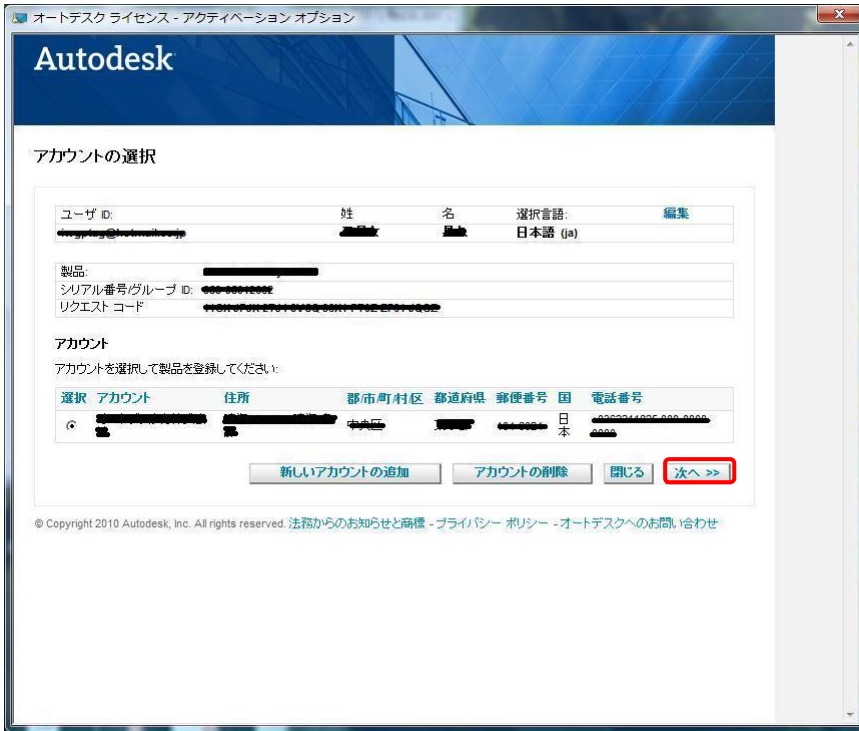 オートデスク ライセンス - アクティベーション オプション
Autodesk
アカウントの選択
ユーザ ID: 姓 名 選択言語: 編集
日本語 (ja)
製品:
シリアル番号/グループ ID:
リクエスト コード
アカウント
アカウントを選択して製品を登録してください:
選択 アカウント 住所 郡/市/町/村/区 都道府県 郵便番号 国 電話番号
中央区 日本
新しいアカウントの追加 アカウントの削除 閉じる 次へ >>
© Copyright 2010 Autodesk, Inc. All rights reserved. 法務からのお知らせと商標 - プライバシー ポリシー - オートデスクへのお問い合わせ